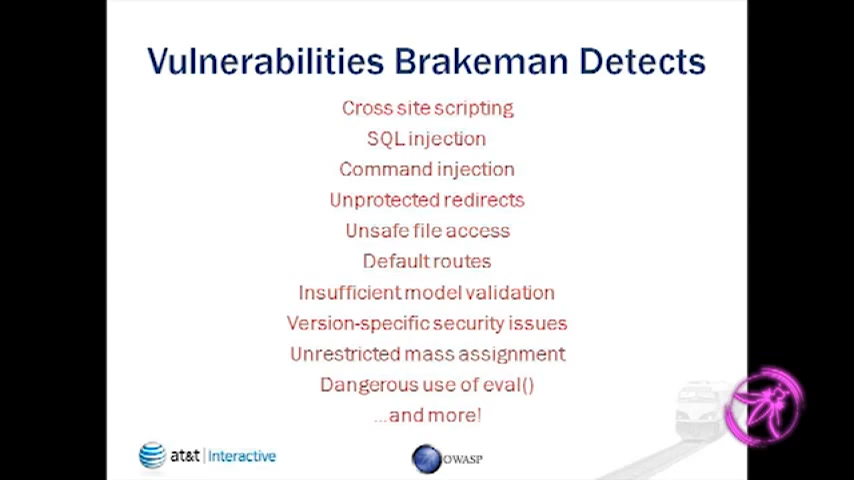 Vulnerabilities Brakeman Detects
Cross site scripting
SQL injection
Command injection
Unprotected redirects
Unsafe file access
Default routes
Insufficient model validation
Version-specific security issues
Unrestricted mass assignment
Dangerous use of eval()
...and more!
at&t | Interactive
OWASP